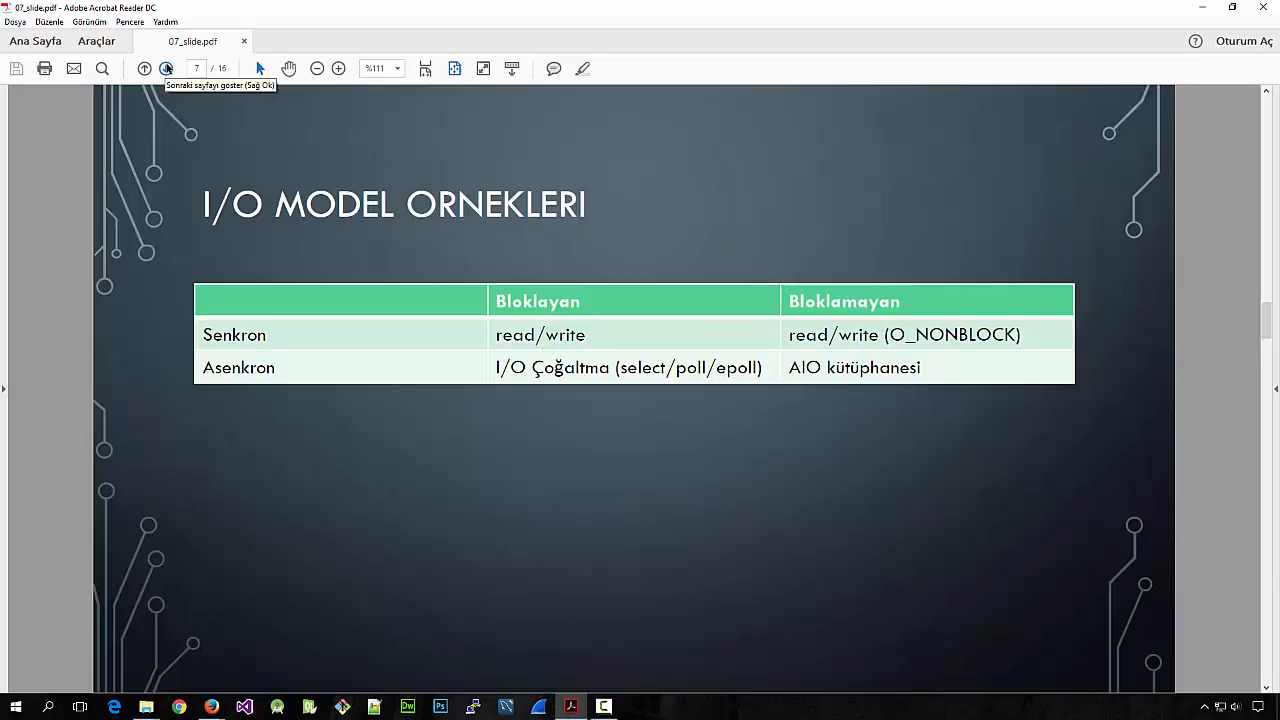 07_slide.pdf - Adobe Acrobat Reader DC
Dosya Düzenle Görünüm Pencere Yardım
Ana Sayfa Araçlar 07_slide.pdf × Oturum Aç
7 / 16 %111
Sonraki sayfayı göster (Sağ Ok)
I/O MODEL ORNEKLERI
Bloklayan Bloklamayan
Senkron read/write read/write (O_NONBLOCK)
Asenkron I/O Çoğaltma (select/poll/epoll) AIO kütüphanesi
Dw Ps